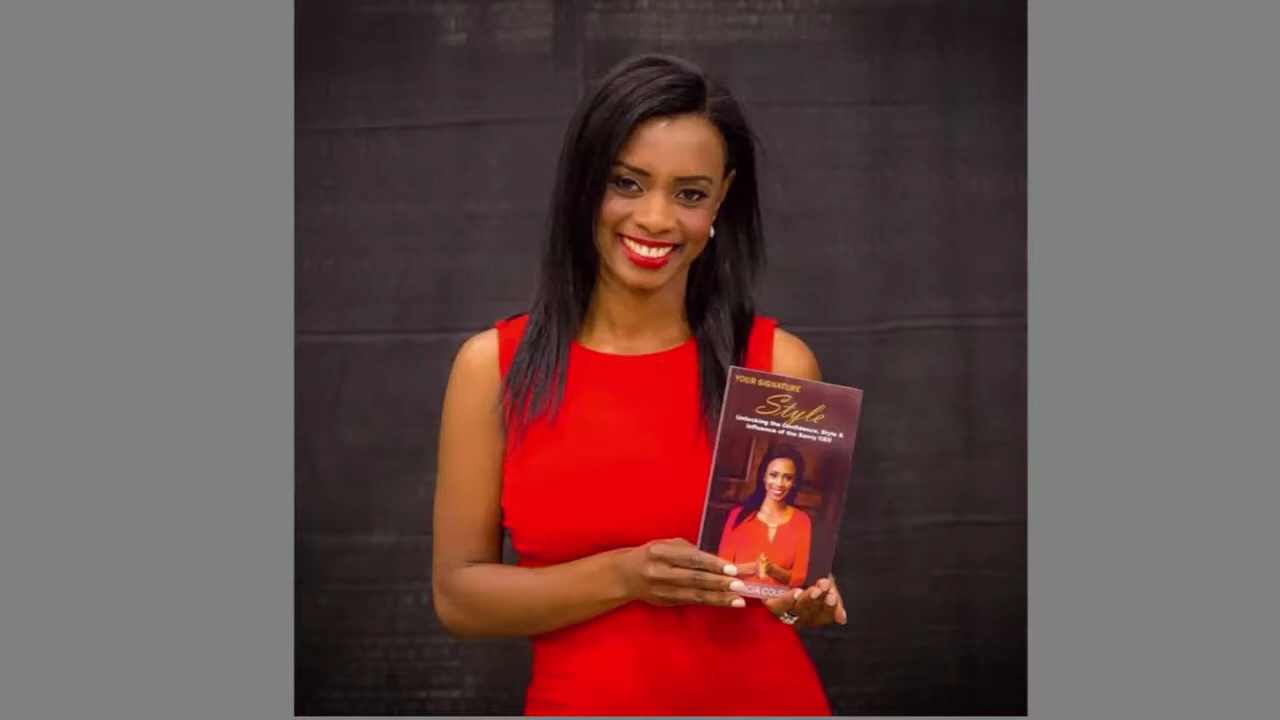 YOUR SIGNATURE
Style
Unlocking the Confidence, Style &
Influence of the Savvy CEO